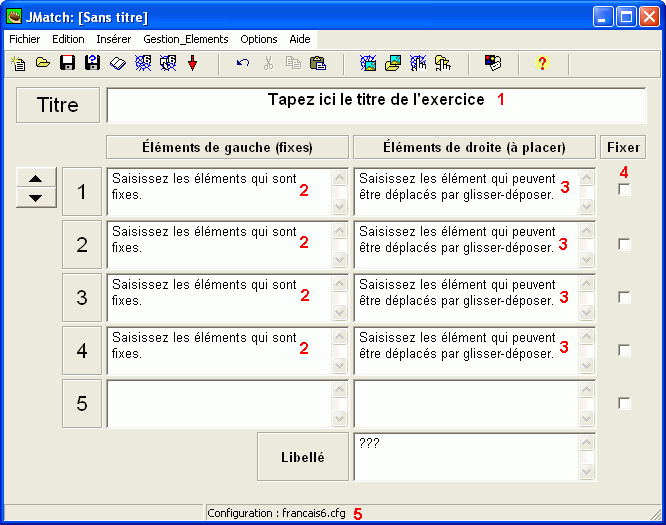 JMatch: [Sans titre]
Fichier Edition Insérer Gestion_Elements Options Aide
Titre
Tapez ici le titre de l'exercice 1
Éléments de gauche (fixes) Éléments de droite (à placer) Fixer
4
1
Saisissez les éléments qui sont
fixes. 2
Saisissez les élément qui peuvent
être déplacés par glisser-déposer. 3
2
Saisissez les éléments qui sont
fixes. 2
Saisissez les élément qui peuvent
être déplacés par glisser-déposer. 3
3
Saisissez les éléments qui sont
fixes. 2
Saisissez les élément qui peuvent
être déplacés par glisser-déposer. 3
4
Saisissez les éléments qui sont
fixes. 2
Saisissez les élément qui peuvent
être déplacés par glisser-déposer. 3
5
Libellé
???
Configuration : francais6.cfg 5